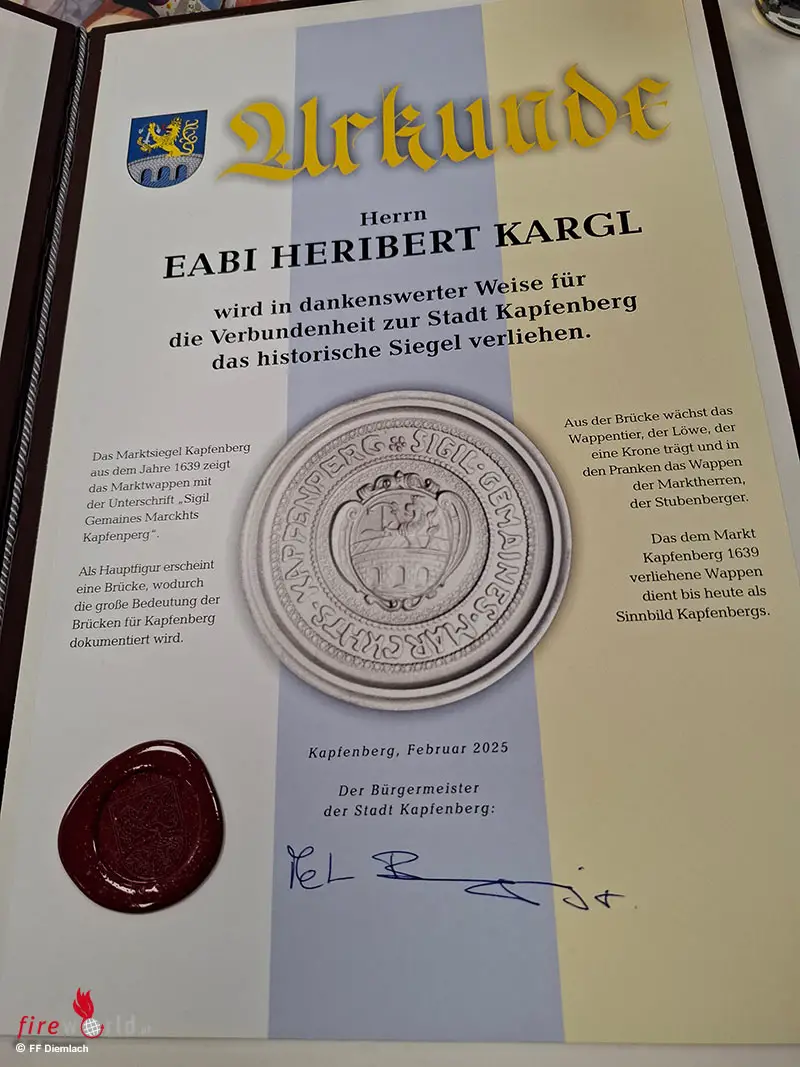 Urkunde
Herrn
EABI HERIBERT KARGL
wird in dankenswerter Weise für
die Verbundenheit zur Stadt Kapfenberg
das historische Siegel verliehen.
Das Marktsiegel Kapfenberg
aus dem Jahre 1639 zeigt
das Marktwappen mit
der Unterschrift „Sigil
Gemaines Marckhts
Kapfenperg“.
Als Hauptfigur erscheint
eine Brücke, wodurch
die große Bedeutung der
Brücken für Kapfenberg
dokumentiert wird.
SIGIL·GEMAINES·MARCKHTS·KAPFENPERG
Aus der Brücke wächst das
Wappentier, der Löwe, der
eine Krone trägt und in
den Pranken das Wappen
der Marktherren,
der Stubenberger.
Das dem Markt
Kapfenberg 1639
verliehene Wappen
dient bis heute als
Sinnbild Kapfenbergs.
Kapfenberg, Februar 2025
Der Bürgermeister
der Stadt Kapfenberg:
fireworld.at
© FF Diemlach